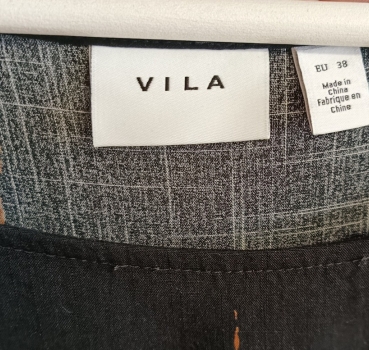 VILA
EU 38
Made in
China
Fabriqué en
Chine